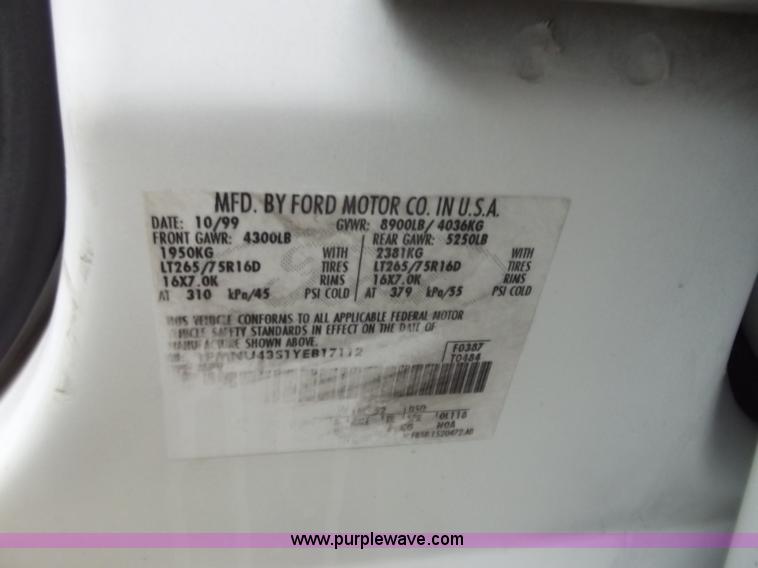 MFD. BY FORD MOTOR CO. IN U.S.A.
DATE: 10/99 GVWR: 8900LB/ 4036KG
FRONT GAWR: 4300LB REAR GAWR: 5250LB
1950KG WITH 2381KG WITH
LT265/75R16D TIRES LT265/75R16D TIRES
16X7.0K RIMS 16X7.0K RIMS
AT 310 kPa/45 PSI COLD AT 379 kPa/55 PSI COLD
THIS VEHICLE CONFORMS TO ALL APPLICABLE FEDERAL MOTOR
VEHICLE SAFETY STANDARDS IN EFFECT ON THE DATE OF
MANUFACTURE SHOWN ABOVE.
F0387
T0484
www.purplewave.com